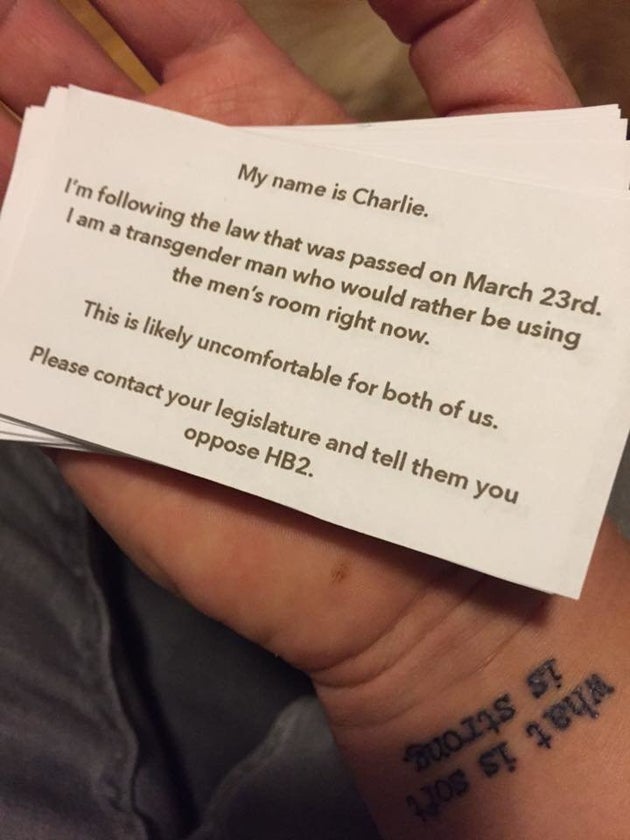 My name is Charlie.
I'm following the law that was passed on March 23rd.
I am a transgender man who would rather be using
the men's room right now.
This is likely uncomfortable for both of us.
Please contact your legislature and tell them you
oppose HB2.
what is soft
is strong